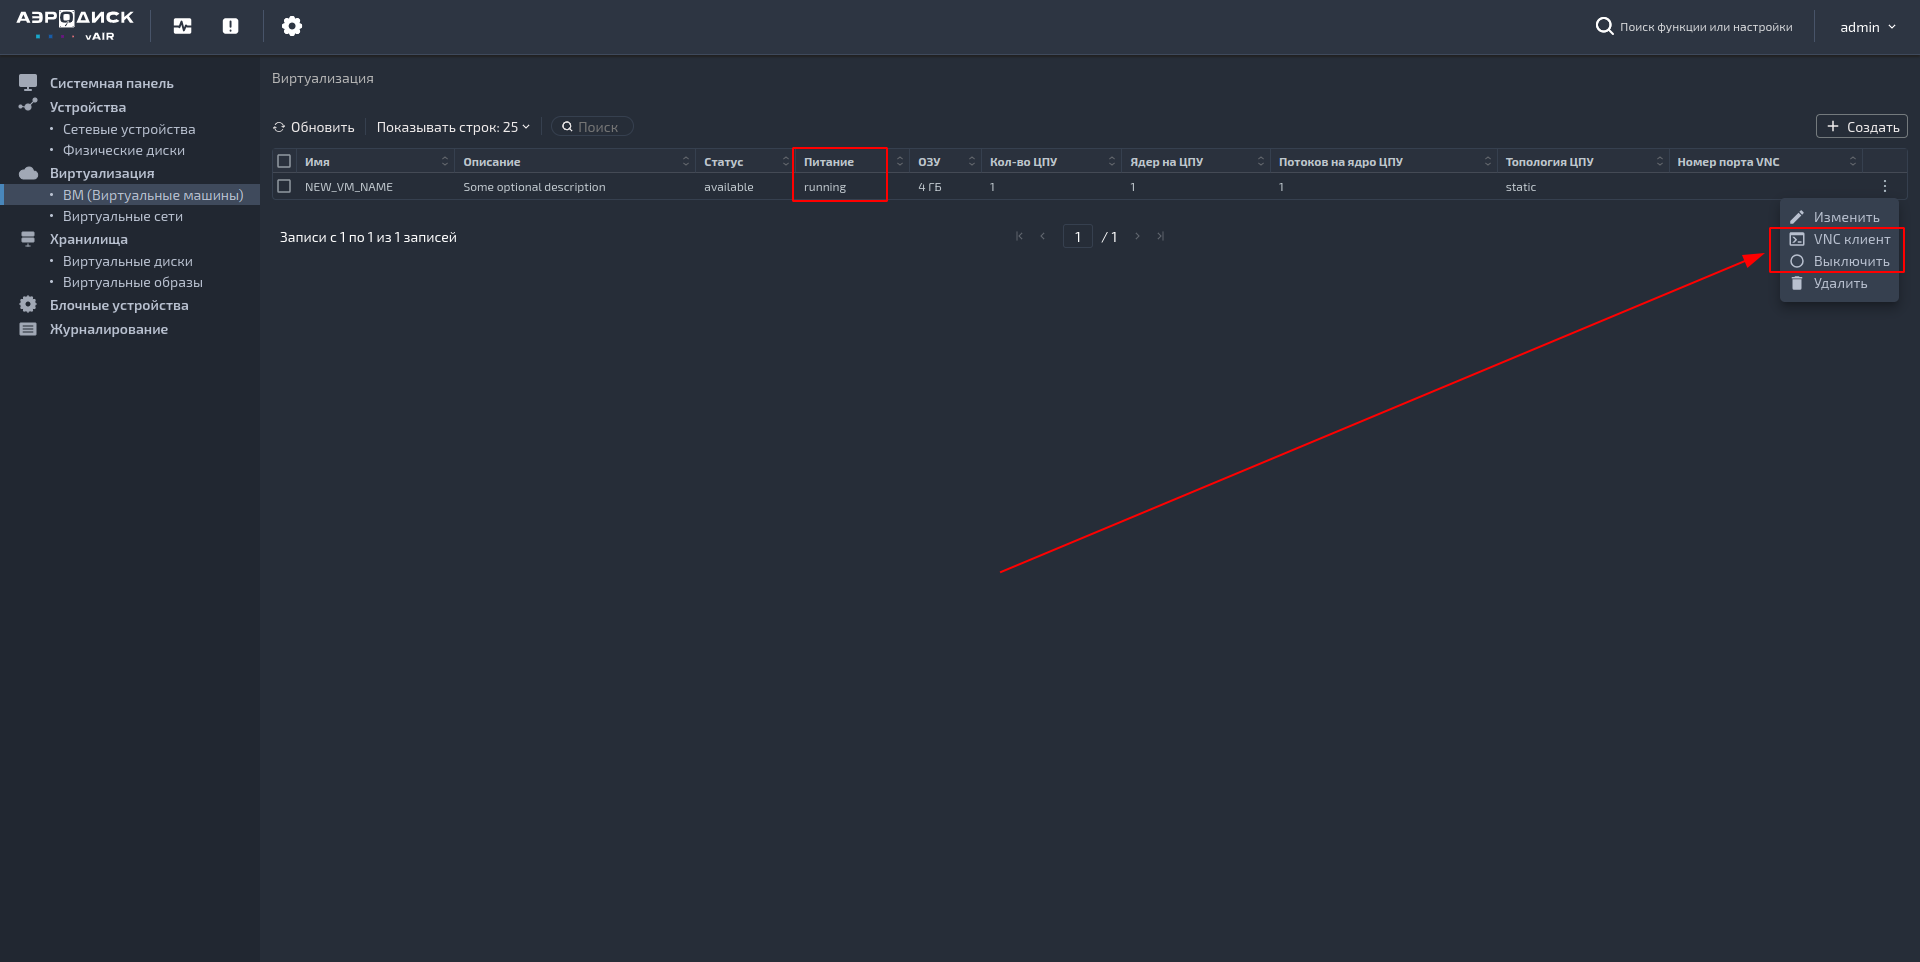 АЭРОДИСК
vAIR
Поиск функции или настройки
admin
Системная панель
Устройства
Сетевые устройства
Физические диски
Виртуализация
ВМ (Виртуальные машины)
Виртуальные сети
Хранилища
Виртуальные диски
Виртуальные образы
Блочные устройства
Журналирование
Виртуализация
Обновить Показывать строк: 25 Поиск + Создать
Имя Описание Статус Питание ОЗУ Кол-во ЦПУ Ядер на ЦПУ Потоков на ядро ЦПУ Топология ЦПУ Номер порта VNC
NEW_VM_NAME Some optional description available running 4 ГБ 1 1 1 static
Изменить
VNC клиент
Выключить
Удалить
Записи с 1 по 1 из 1 записей 1 / 1